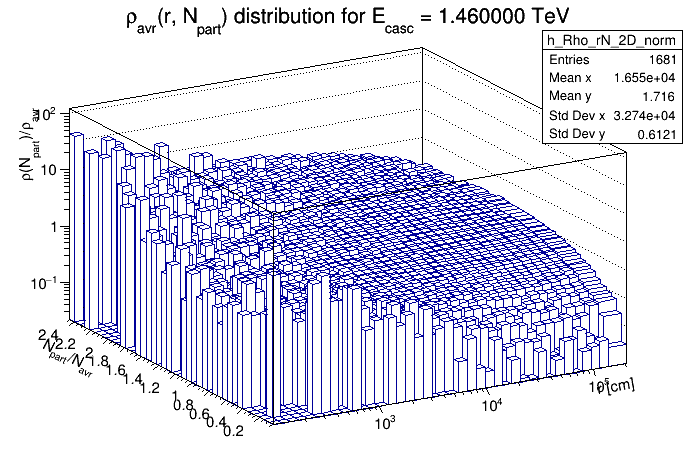 ρavr(r, Npart) distribution for Ecasc = 1.460000 TeV
h_Rho_rN_2D_norm
Entries 1681
Mean x 1.655e+04
Mean y 1.716
Std Dev x 3.274e+04
Std Dev y 0.6121
ρ(Npart)/ρavr
10²
10
1
10⁻¹
2.4
2.2
2
1.8
1.6
1.4
1.2
1
0.8
0.6
0.4
0.2
Npart/Navr
10³
10⁴
10⁵
[cm]